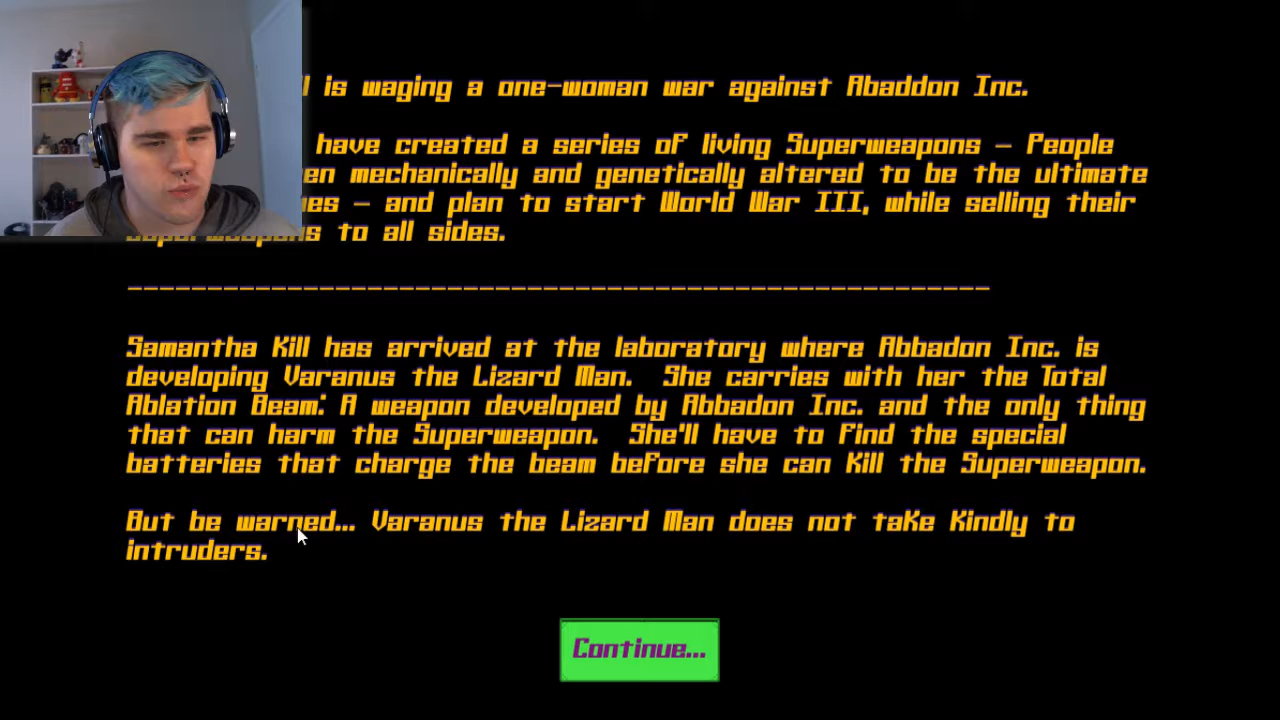 is waging a one-woman war against Abaddon Inc.
have created a series of living Superweapons - People
mechanically and genetically altered to be the ultimate
- and plan to start World War III, while selling their
to all sides.
------------------------------------------------------
Samantha Kill has arrived at the laboratory where Abbadon Inc. is
developing Varanus the Lizard Man. She carries with her the Total
Ablation Beam: A weapon developed by Abbadon Inc. and the only thing
that can harm the Superweapon. She'll have to find the special
batteries that charge the beam before she can Kill the Superweapon.
But be warned... Varanus the Lizard Man does not take kindly to
intruders.
Continue...